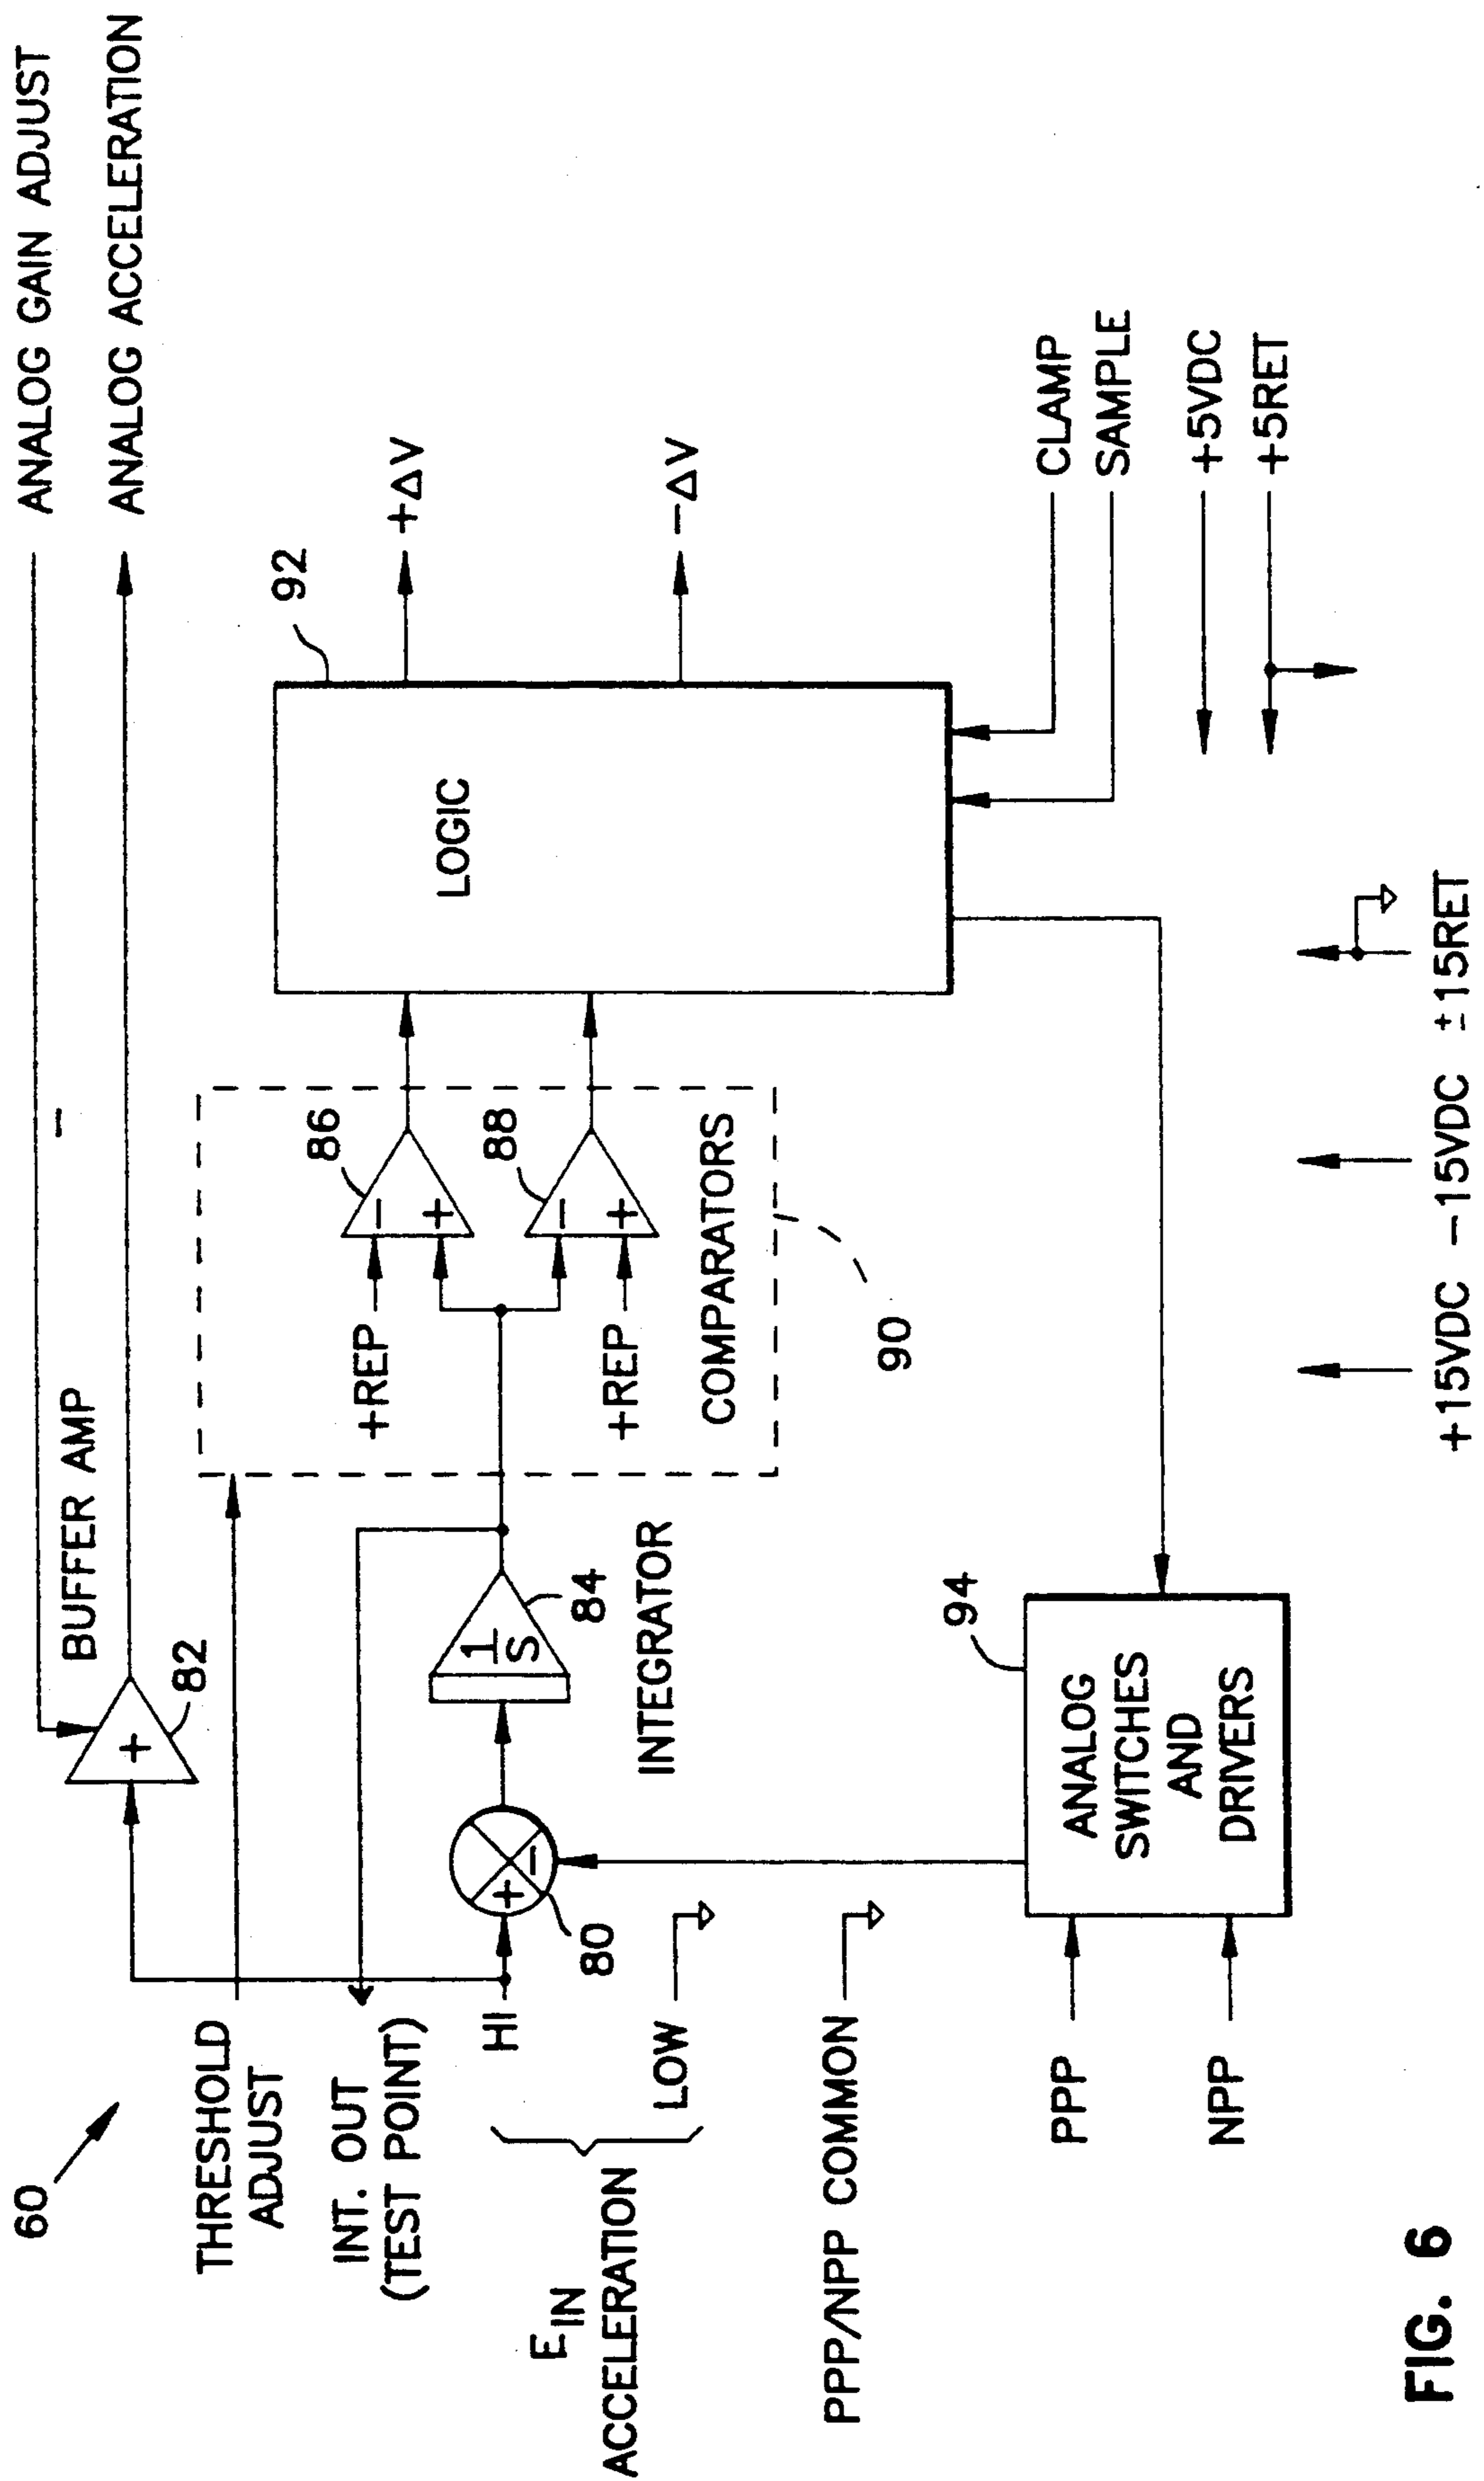 60
ANALOG GAIN ADJUST
ANALOG ACCELERATION
BUFFER AMP
+
82
THRESHOLD
ADJUST
INT. OUT
(TEST POINT)
HI
LOW
E IN
ACCELERATION
PPP/NPP COMMON
PPP
NPP
+
−
80
1
S
84
INTEGRATOR
+REP
−
+
86
+REP
−
+
88
COMPARATORS
90
LOGIC
92
+ΔV
−ΔV
CLAMP
SAMPLE
+5VDC
+5RET
94
ANALOG
SWITCHES
AND
DRIVERS
+15VDC −15VDC ±15RET
FIG. 6